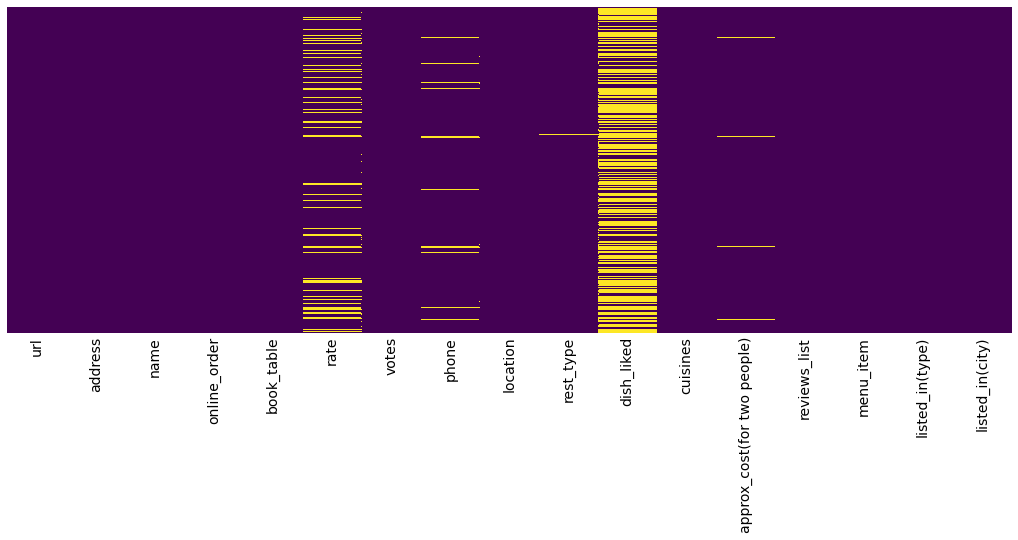 url
address
name
online_order
book_table
rate
votes
phone
location
rest_type
dish_liked
cuisines
approx_cost(for two people)
reviews_list
menu_item
listed_in(type)
listed_in(city)